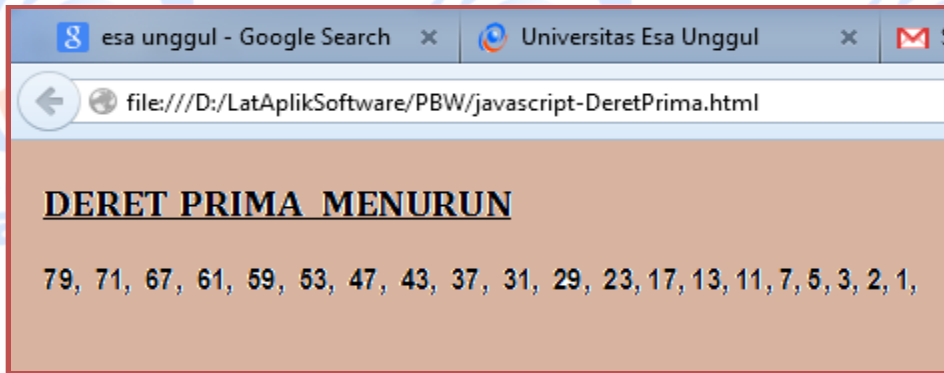 esa unggul - Google Search × Universitas Esa Unggul ×
file:///D:/LatAplikSoftware/PBW/javascript-DeretPrima.html
DERET PRIMA MENURUN
79, 71, 67, 61, 59, 53, 47, 43, 37, 31, 29, 23, 17, 13, 11, 7, 5, 3, 2, 1,